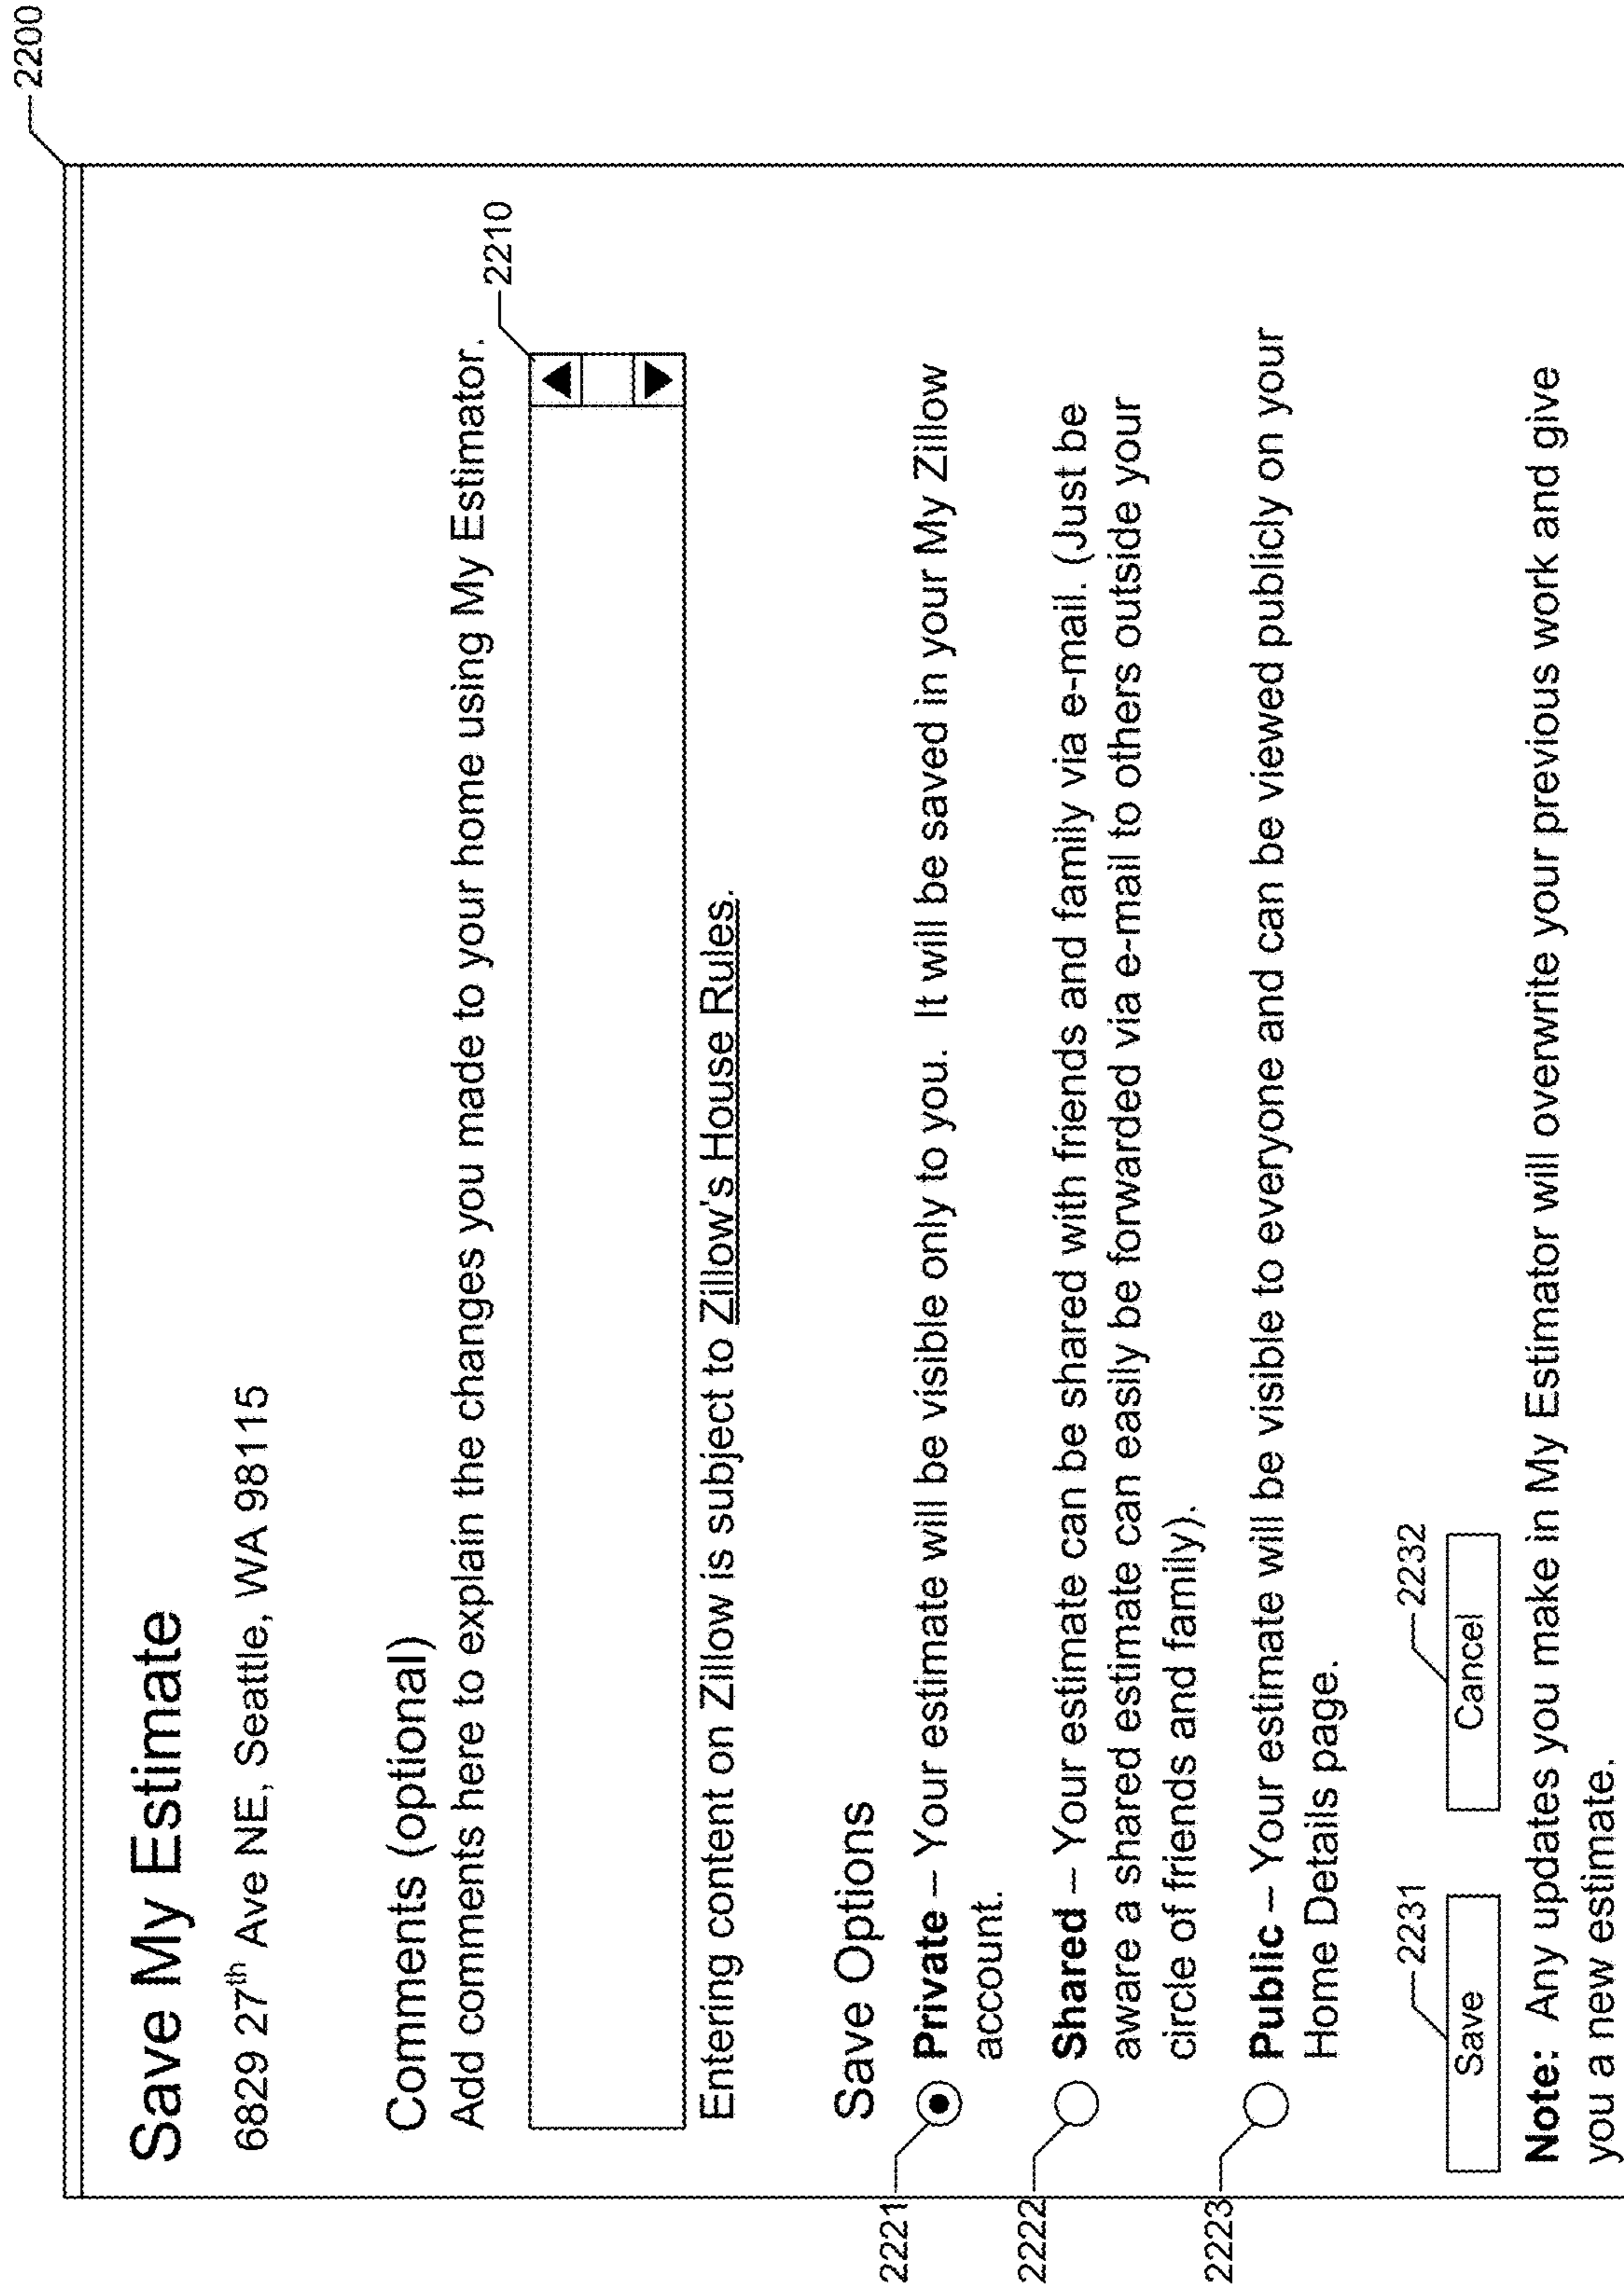 2200
Save My Estimate
6829 27th Ave NE, Seattle, WA 98115
Comments (optional)
Add comments here to explain the changes you made to your home using My Estimator.
2210
Entering content on Zillow is subject to Zillow's House Rules.
Save Options
2221
Private – Your estimate will be visible only to you. It will be saved in your My Zillow
account.
2222
Shared – Your estimate can be shared with friends and family via e-mail. (Just be
aware a shared estimate can easily be forwarded via e-mail to others outside your
circle of friends and family).
2223
Public – Your estimate will be visible to everyone and can be viewed publicly on your
Home Details page.
2231
2232
Save
Cancel
Note: Any updates you make in My Estimator will overwrite your previous work and give
you a new estimate.